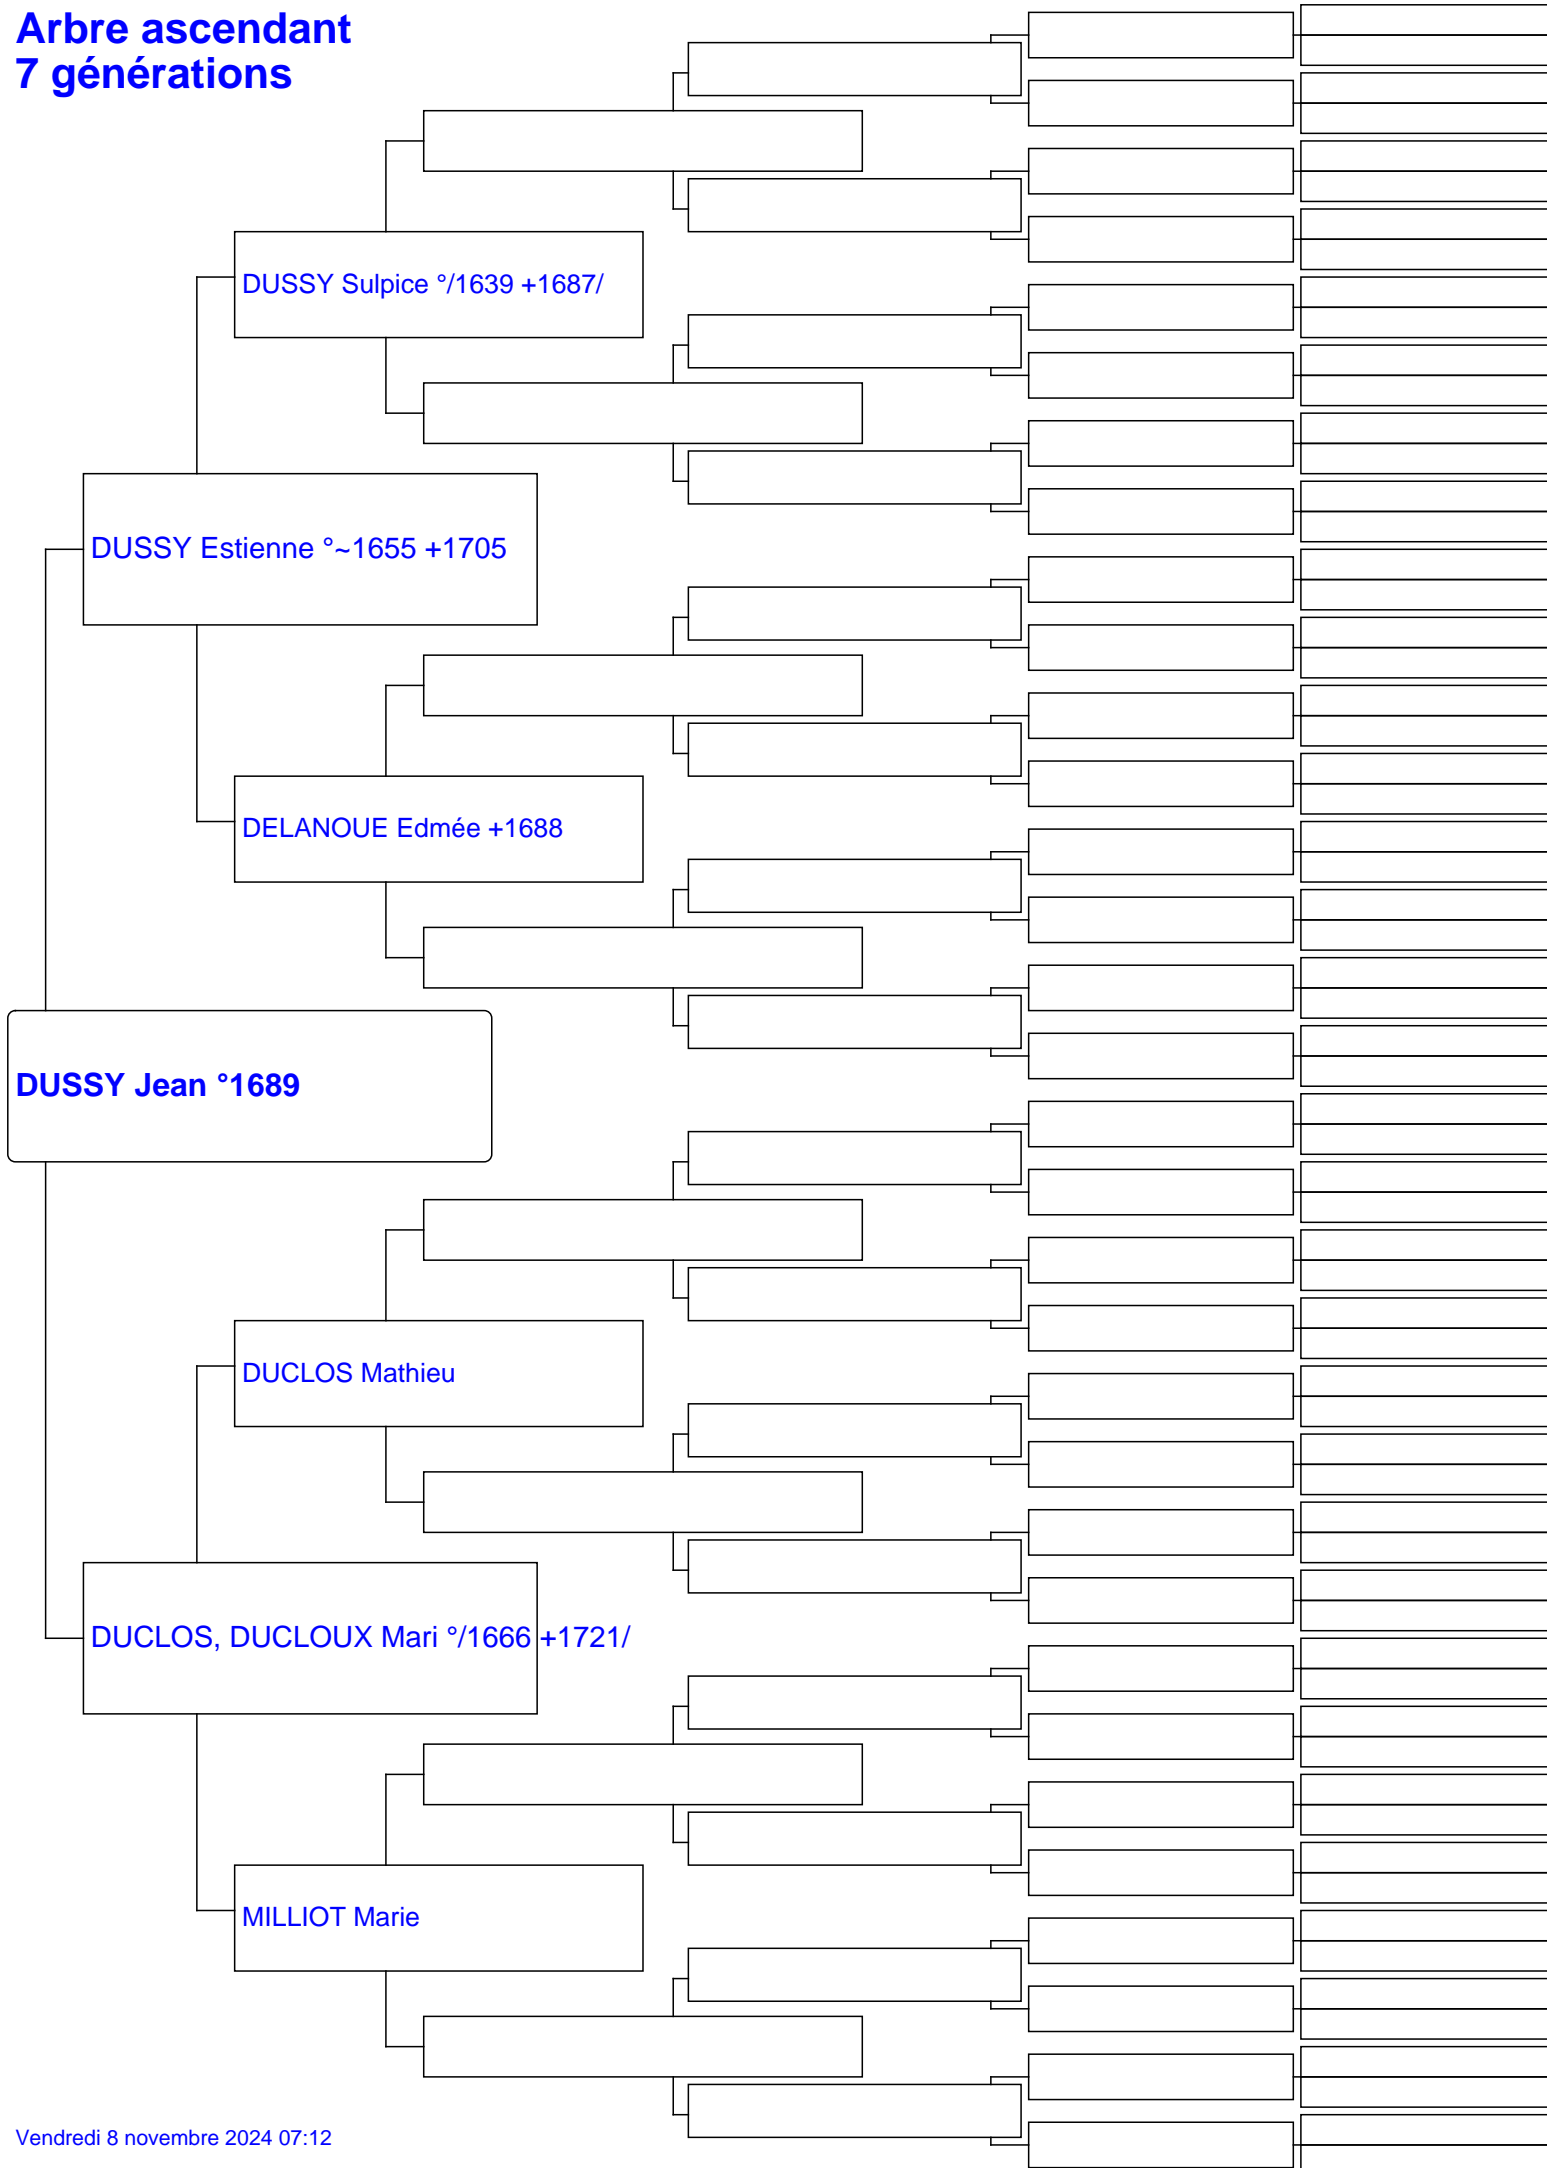 Arbre ascendant
7 générations
DUSSY Sulpice °/1639 +1687/
DUSSY Estienne °~1655 +1705
DELANOUE Edmée +1688
DUSSY Jean °1689
DUCLOS Mathieu
DUCLOS, DUCLOUX Mari °/1666 +1721/
MILLIOT Marie
Vendredi 8 novembre 2024 07:12